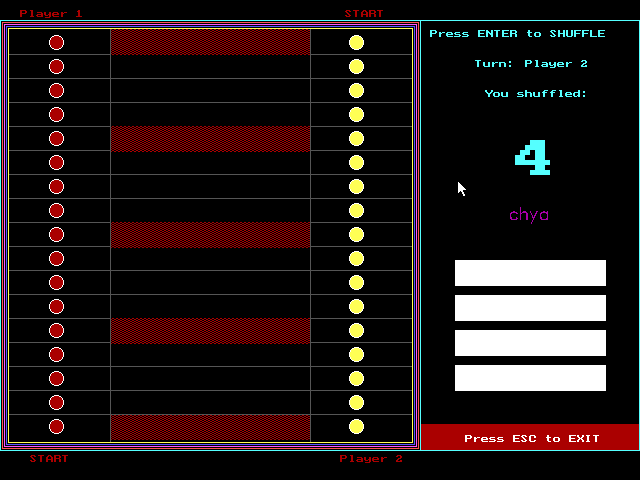 Player 1
START
Press ENTER to SHUFFLE
Turn: Player 2
You shuffled:
4
chya
Press ESC to EXIT
START
Player 2